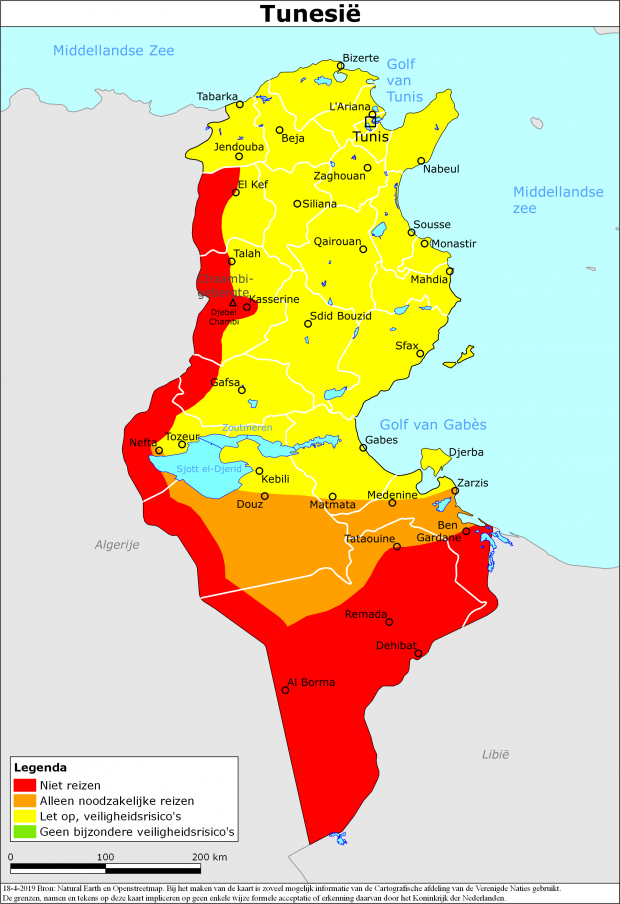 Tunesië
Middellandse Zee
Bizerte
Golf
van
Tunis
Tabarka
L'Ariana
Tunis
Beja
Jendouba
Nabeul
Zaghouan
El Kef
Siliana
Middellandse
zee
Sousse
Qairouan
Monastir
Talah
Mahdia
Chaambi-
gebergte
Kasserine
Djebel
Chambi
Sdid Bouzid
Sfax
Gafsa
Zoutmeren
Golf van Gabès
Nefta
Tozeur
Gabes
Djerba
Sjott el-Djerid
Kebili
Zarzis
Douz
Matmata
Medenine
Ben
Gardane
Tataouine
Algerije
Remada
Dehibat
Al Borma
Libië
Legenda
Niet reizen
Alleen noodzakelijke reizen
Let op, veiligheidsrisico's
Geen bijzondere veiligheidsrisico's
0 100 200 km
18-4-2019 Bron: Natural Earth en Openstreetmap. Bij het maken van de kaart is zoveel mogelijk informatie van de Cartografische afdeling van de Verenigde Naties gebruikt.
De grenzen, namen en tekens op deze kaart impliceren op geen enkele wijze formele acceptatie of erkenning daarvan door het Koninkrijk der Nederlanden.